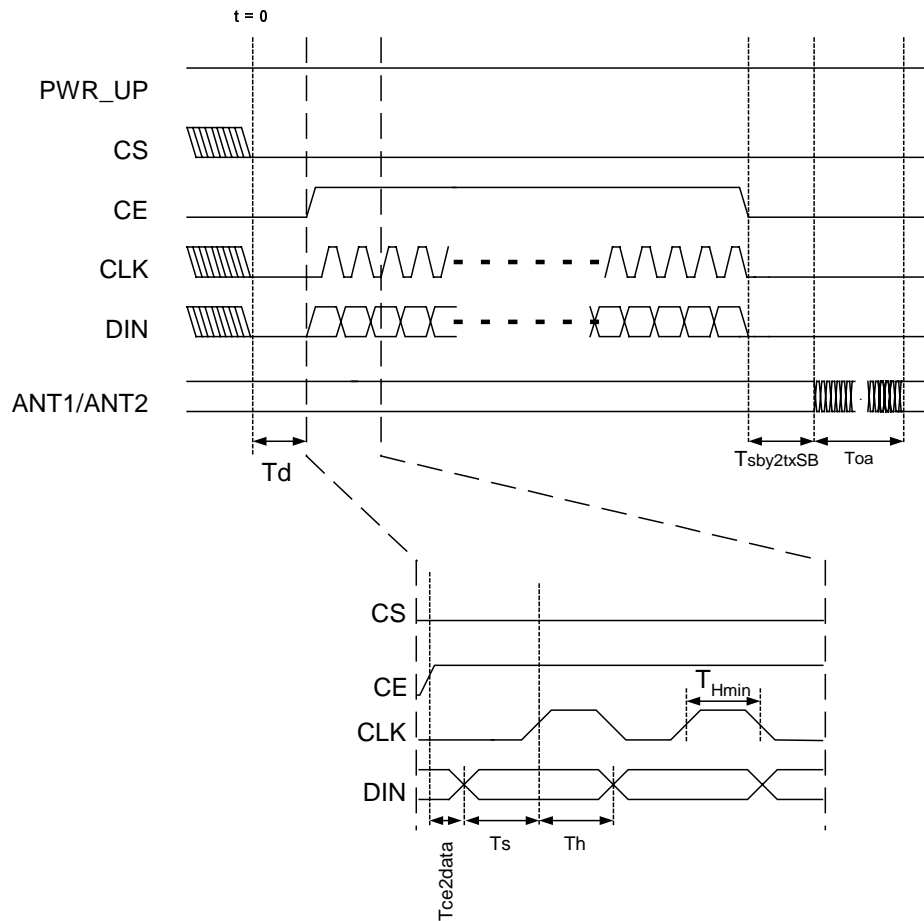 t = 0
PWR_UP
CS
CE
CLK
DIN
ANT1/ANT2
Td
Tsby2txSB
Toa
CS
CE
THmin
CLK
DIN
Ts
Th
Tce2data